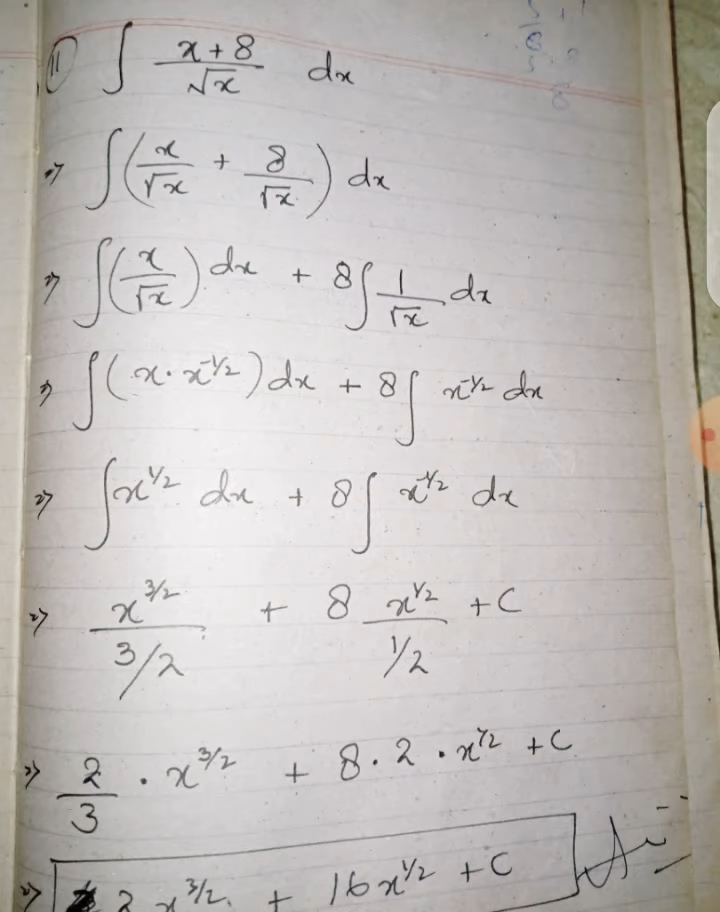 11 ∫ (x+8)/√x dx
⇒ ∫(x/√x + 8/√x) dx
⇒ ∫(x/√x) dx + 8∫ 1/√x dx
⇒ ∫(x·x^-1/2) dx + 8∫ x^-1/2 dx
⇒ ∫x^1/2 dx + 8∫ x^-1/2 dx
⇒ x^3/2 / 3/2 + 8 x^1/2 / 1/2 + C
⇒ 2/3 · x^3/2 + 8·2·x^1/2 + C
⇒ 2 x^3/2 + 16x^1/2 + C